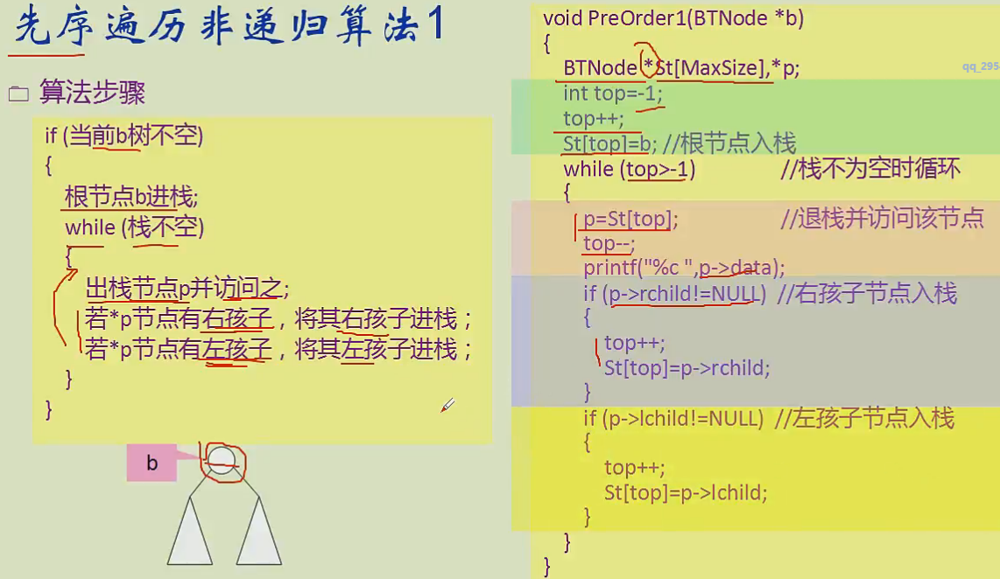 先序遍历非递归算法1
算法步骤
if (当前b树不空)
{
根节点b进栈;
while (栈不空)
{
出栈节点p并访问之;
若*p节点有右孩子，将其右孩子进栈；
若*p节点有左孩子，将其左孩子进栈；
}
}
b
void PreOrder1(BTNode *b)
{
BTNode *St[MaxSize],*p;
int top=-1;
top++;
St[top]=b; //根节点入栈
while (top>-1) //栈不为空时循环
{
p=St[top]; //退栈并访问该节点
top--;
printf("%c ",p->data);
if (p->rchild!=NULL) //右孩子节点入栈
{
top++;
St[top]=p->rchild;
}
if (p->lchild!=NULL) //左孩子节点入栈
{
top++;
St[top]=p->lchild;
}
}
}
qq_295